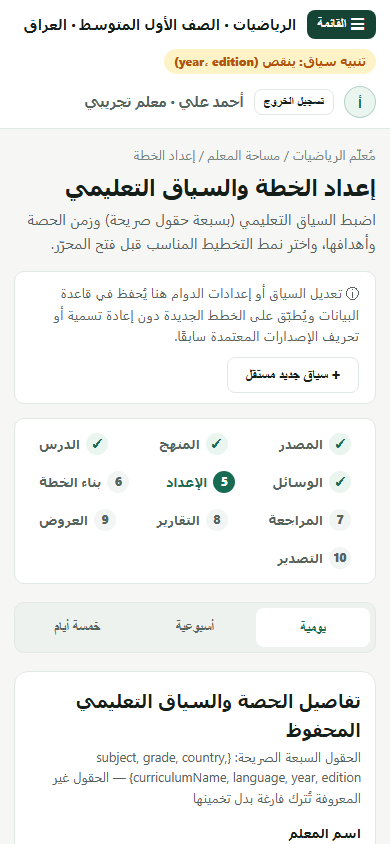 القائمة
الرياضيات · الصف الأول المتوسط · العراق
تنبيه سياق: ينقص (year، edition)
أ
تسجيل الخروج
أحمد علي · معلم تجريبي
مُعلّم الرياضيات / مساحة المعلم / إعداد الخطة
إعداد الخطة والسياق التعليمي
اضبط السياق التعليمي (بسبعة حقول صريحة) وزمن الحصة
وأهدافها، واختر نمط التخطيط المناسب قبل فتح المحرّر.
ⓘ تعديل السياق أو إعدادات الدوام هنا يُحفظ في قاعدة
البيانات ويُطبّق على الخطط الجديدة دون إعادة تسمية أو
تحريف الإصدارات المعتمدة سابقًا.
+ سياق جديد مستقل
✓ المصدر
✓ المنهج
✓ الدرس
✓ الوسائل
5 الإعداد
6 بناء الخطة
7 المراجعة
8 التقارير
9 العروض
10 التصدير
يومية
أسبوعية
خمسة أيام
تفاصيل الحصة والسياق التعليمي
المحفوظ
الحقول السبعة الصريحة: {subject, grade, country,
curriculumName, language, year, edition} — الحقول غير
المعروفة تُترك فارغة بدل تخمينها
اسم المعلم